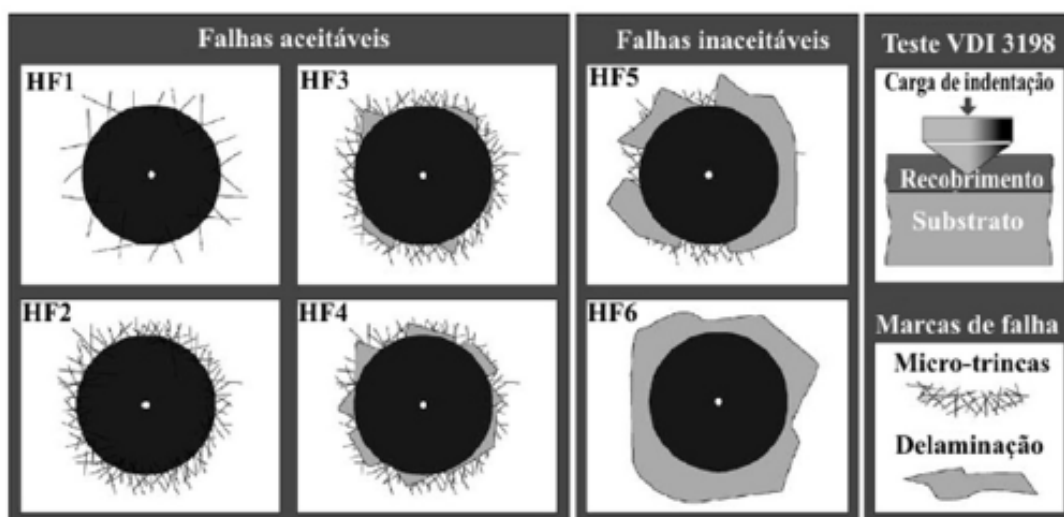 Falhas aceitáveis
HF1
HF3
HF2
HF4
Falhas inaceitáveis
HF5
HF6
Teste VDI 3198
Carga de indentação
Recobrimento
Substrato
Marcas de falha
Micro-trincas
Delaminação